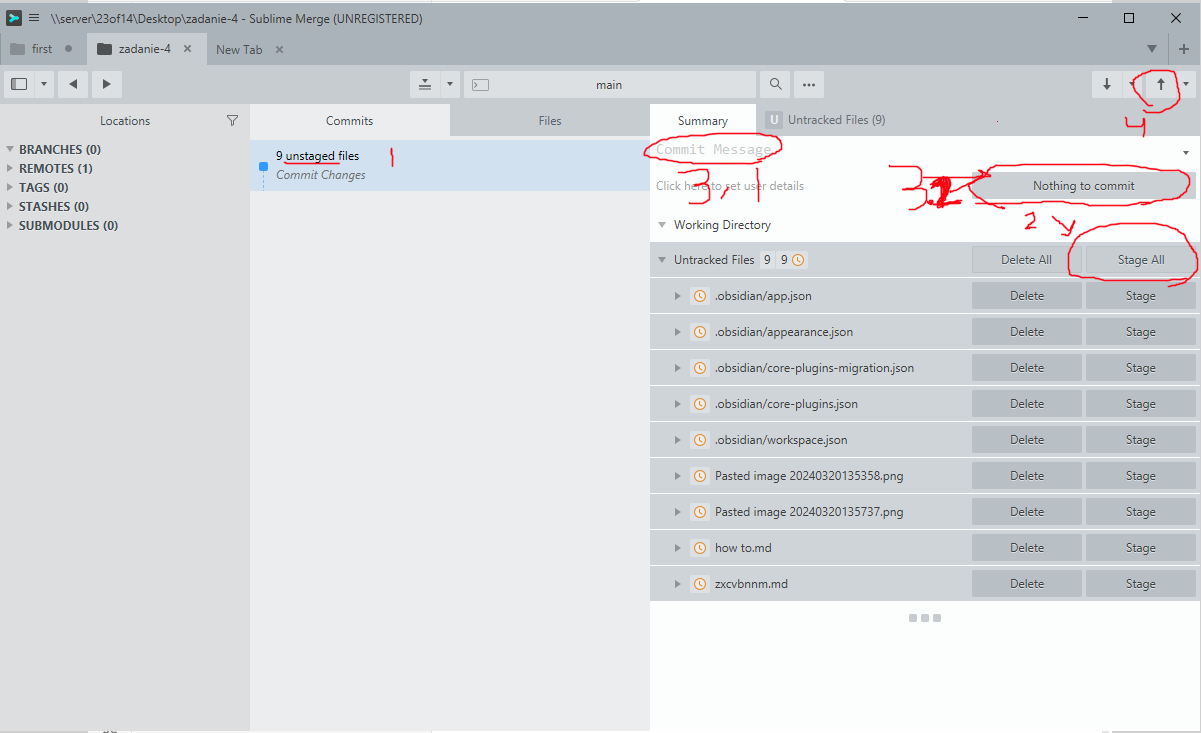 \\server\23of14\Desktop\zadanie-4 - Sublime Merge (UNREGISTERED)
first zadanie-4 New Tab
main
4
Locations
BRANCHES (0)
REMOTES (1)
TAGS (0)
STASHES (0)
SUBMODULES (0)
Commits Files
9 unstaged files 1
Commit Changes
Summary U Untracked Files (9)
Commit Message
3,1
Click here to set user details 3.2 Nothing to commit
Working Directory 2
Untracked Files 9 9 Delete All Stage All
.obsidian/app.json Delete Stage
.obsidian/appearance.json Delete Stage
.obsidian/core-plugins-migration.json Delete Stage
.obsidian/core-plugins.json Delete Stage
.obsidian/workspace.json Delete Stage
Pasted image 20240320135358.png Delete Stage
Pasted image 20240320135737.png Delete Stage
how to.md Delete Stage
zxcvbnnm.md Delete Stage